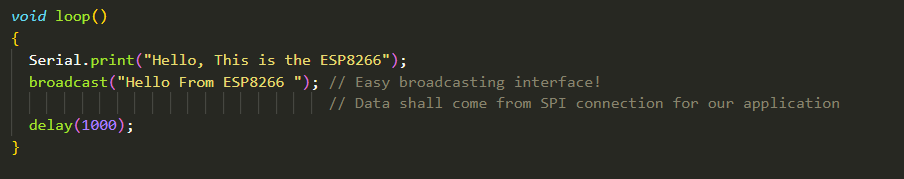 void loop()
{
  Serial.print("Hello, This is the ESP8266");
  broadcast("Hello From ESP8266 "); // Easy broadcasting interface!
                                    // Data shall come from SPI connection for our application
  delay(1000);
}